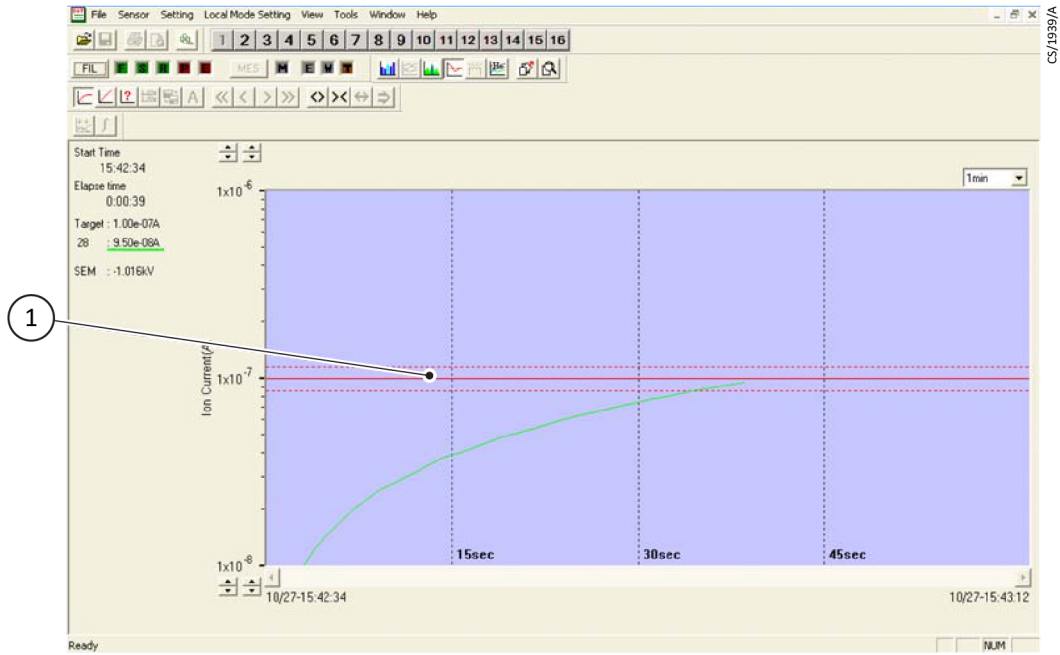 File Sensor Setting Local Mode Setting View Tools Window Help
1 2 3 4 5 6 7 8 9 10 11 12 13 14 15 16
FIL E S R P E MES M E W T
? A
Start Time
15:42:34
Elapse time
0:00:39
Target : 1.00e-07A
28 : 9.50e-08A
SEM : -1.016kV
1min
1x10-6
1
Ion Current(A
1x10-7
15sec 30sec 45sec
1x10-8
10/27-15:42:34 10/27-15:43:12
Ready NUM
CS/1939/A